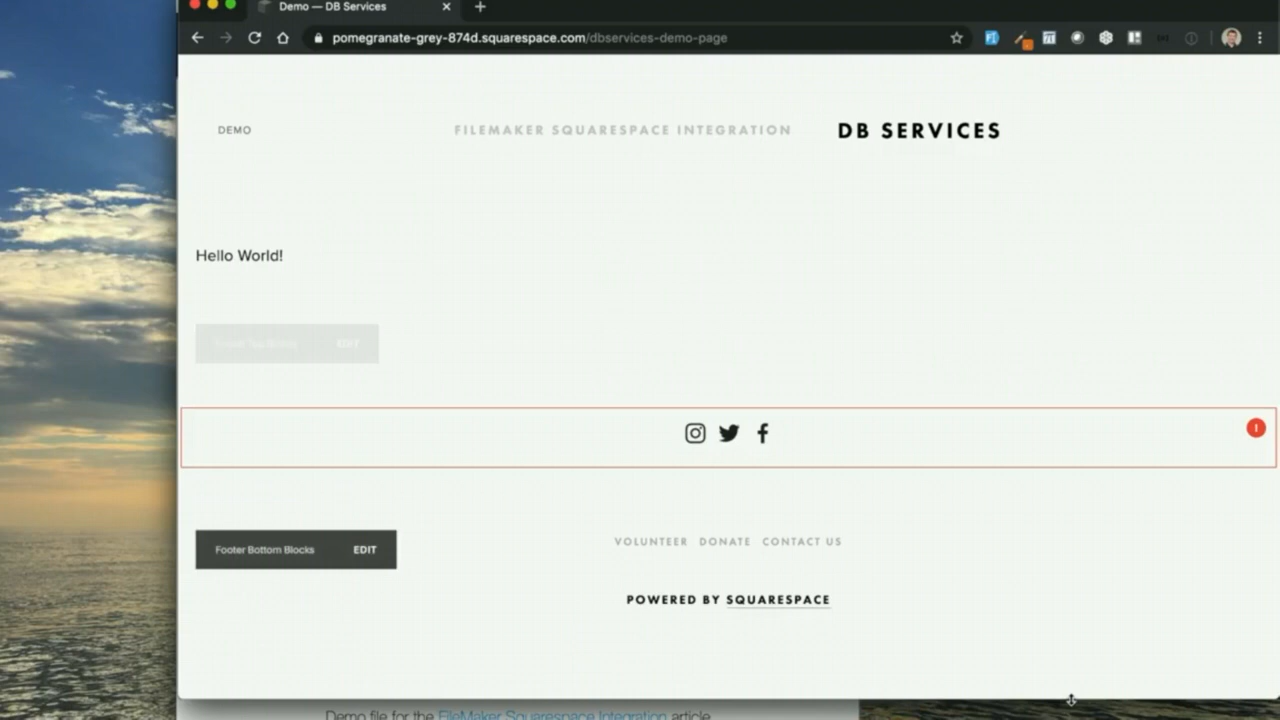 Demo — DB Services
pomegranate-grey-874d.squarespace.com/dbservices-demo-page
DEMO
FILEMAKER SQUARESPACE INTEGRATION
DB SERVICES
Hello World!
EDIT
Footer Bottom Blocks EDIT
VOLUNTEER DONATE CONTACT US
POWERED BY SQUARESPACE
Demo file for the FileMaker Squarespace Integration article